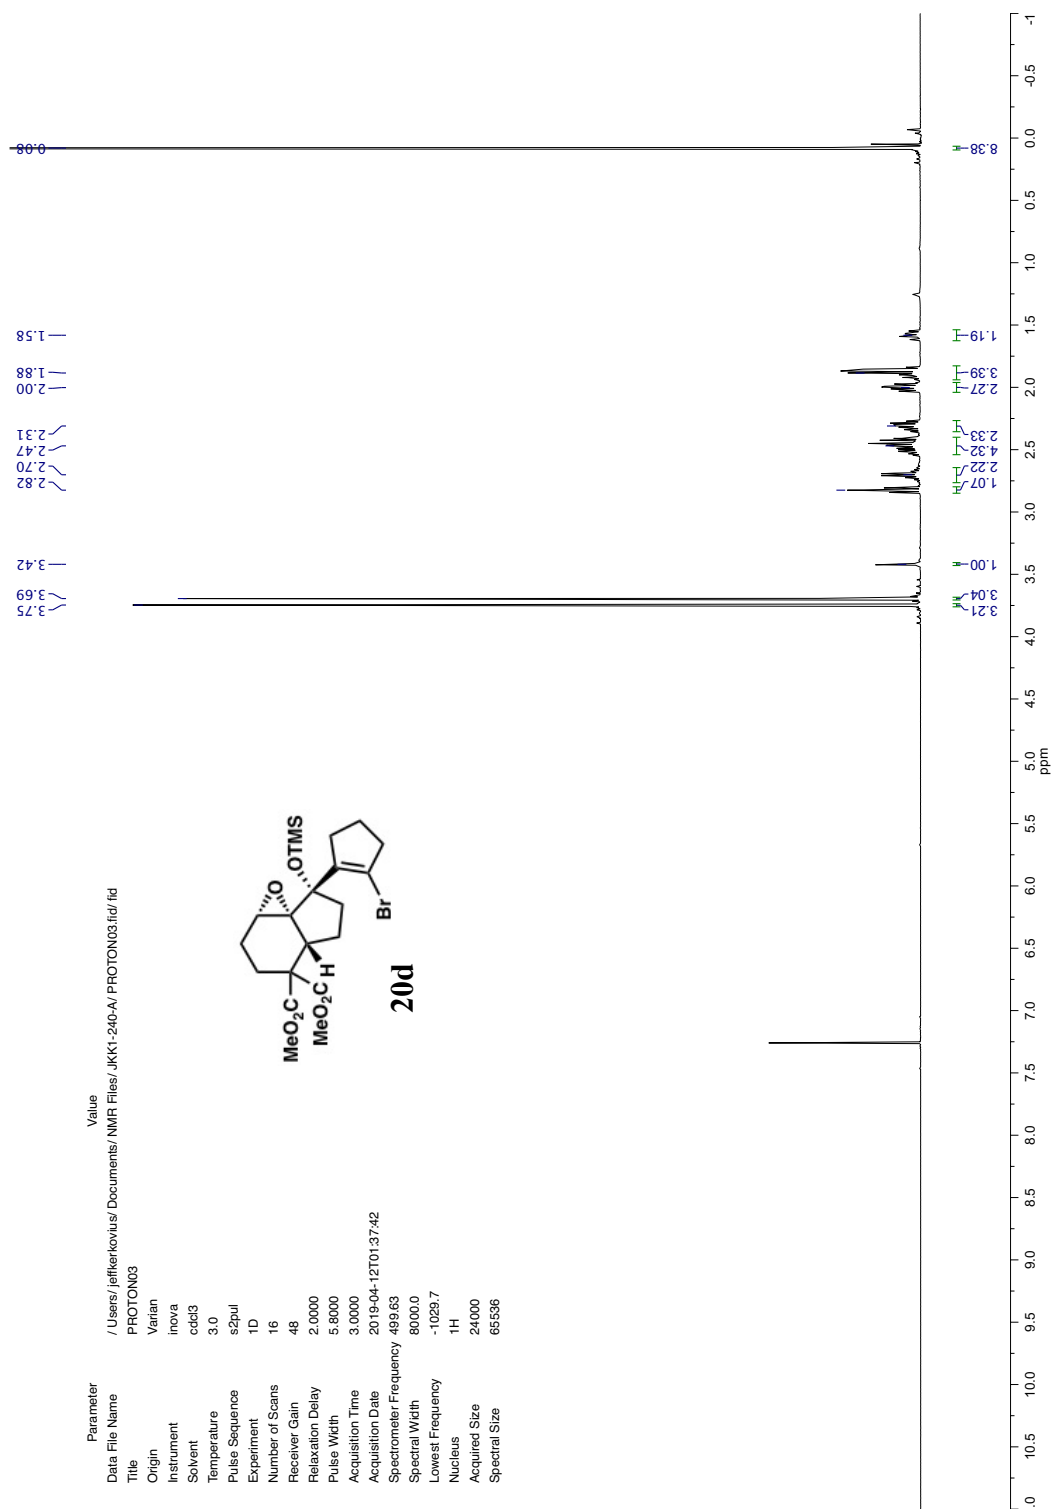 Parameter Value
Data File Name / Users/ jeffkerkovius/ Documents/ NMR Files/ JKK1-240-A/ PROTON03.fid/ fid
Title PROTON03
Origin Varian
Instrument inova
Solvent cdcl3
Temperature 3.0
Pulse Sequence s2pul
Experiment 1D
Number of Scans 16
Receiver Gain 48
Relaxation Delay 2.0000
Pulse Width 5.8000
Acquisition Time 3.0000
Acquisition Date 2019-04-12T01:37:42
Spectrometer Frequency 499.63
Spectral Width 8000.0
Lowest Frequency -1029.7
Nucleus 1H
Acquired Size 24000
Spectral Size 65536
O
OTMS
MeO2C
MeO2C H
Br
20d
3.75
3.69
3.42
2.82
2.70
2.47
2.31
2.00
1.88
1.58
0.08
3.21
3.04
1.00
1.07
2.22
4.32
2.33
2.27
3.39
1.19
8.38
.0 10.5 10.0 9.5 9.0 8.5 8.0 7.5 7.0 6.5 6.0 5.5 5.0 4.5 4.0 3.5 3.0 2.5 2.0 1.5 1.0 0.5 0.0 -0.5 -1
ppm